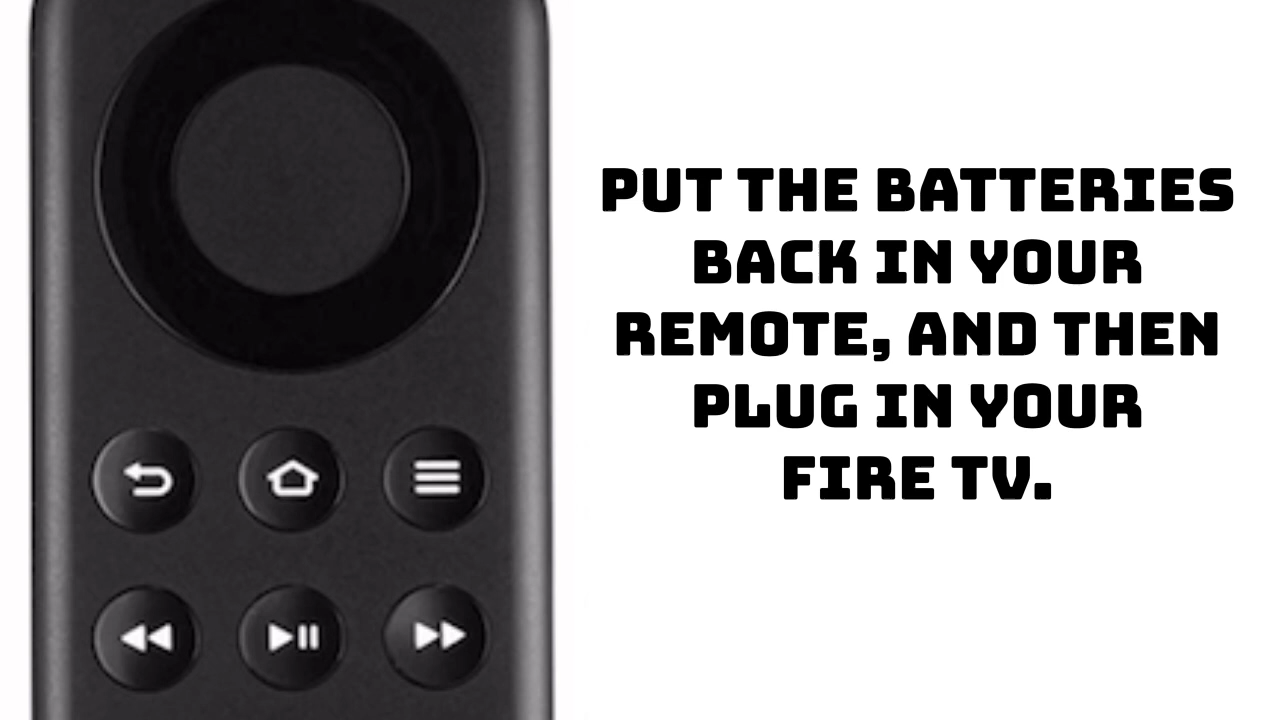 PUT THE BATTERIES
BACK IN YOUR
REMOTE, AND THEN
PLUG IN YOUR
FIRE TV.